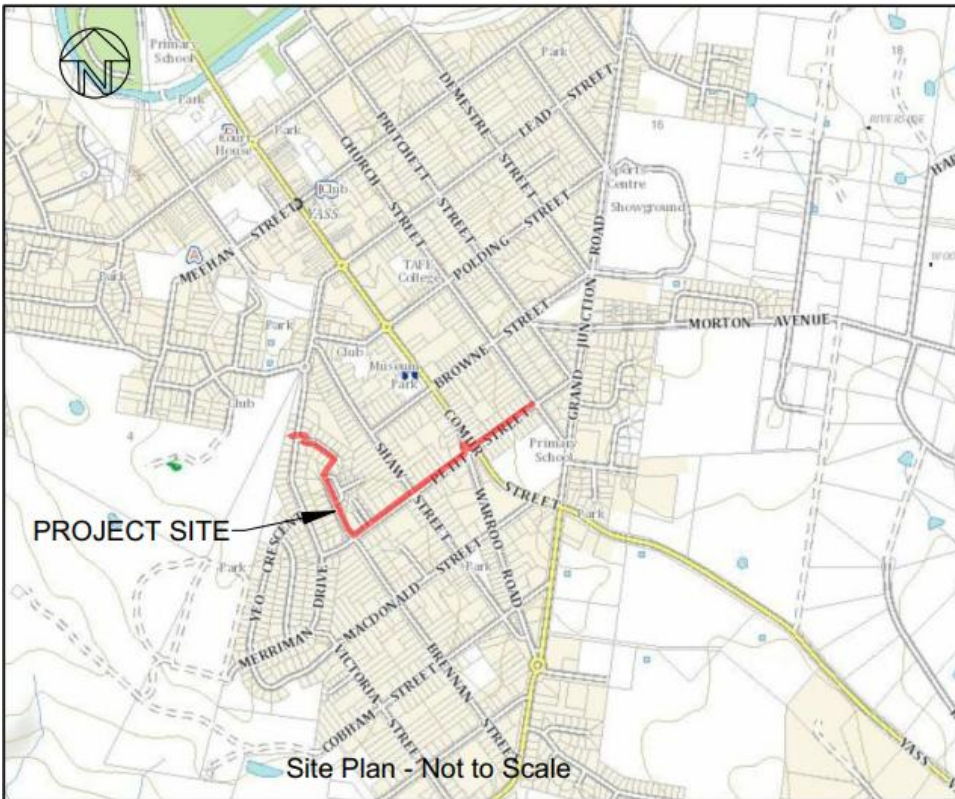 N
Primary
School
Park
Park
DEMESTRE STREET
LEAD STREET
18
RIVERSIDE
16
Court
House
Park
PRITCHETT STREET
CHURCH STREET
Club
YASS
MEEHAN STREET
Sports
Centre
Showground
POLDING STREET
TAFE
College
Park
Park
BROWNE STREET
GRAND JUNCTION ROAD
MORTON AVENUE
Club
Museum
Park
Club
4
COMUR STREET
PETIT STREET
Primary
School
SHAW STREET
WARROO ROAD
Park
PROJECT SITE
YEO CRESCENT
Park
Park
MERRIMAN DRIVE
MACDONALD STREET
VICTORIA STREET
BRENNAN STREET
COBHAM STREET
YASS
Site Plan - Not to Scale